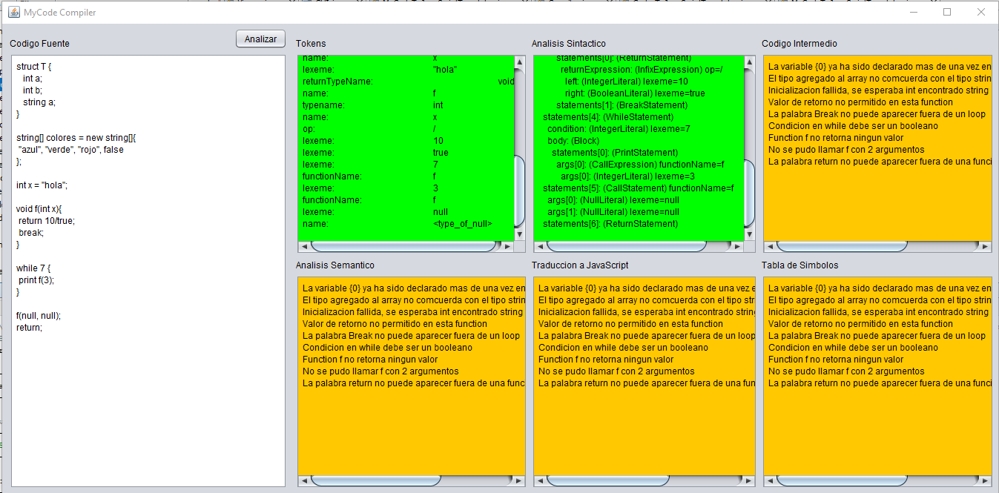 MyCode Compiler
Codigo Fuente
Analizar
struct T {
int a;
int b;
string a;
}
string[] colores = new string[]{
"azul", "verde", "rojo", false
};
int x = "hola";
void f(int x){
return 10/true;
break;
}
while 7 {
print f(3);
}
f(null, null);
return;
Tokens
name: x
lexeme: "hola"
returnTypeName: void
name: f
typename: int
name: x
op: /
lexeme: 10
lexeme: true
lexeme: 7
functionName: f
lexeme: 3
functionName: f
lexeme: null
name: <type_of_null>
Analisis Sintactico
statements[0]: (ReturnStatement)
returnExpression: (InfixExpression) op=/
left: (IntegerLiteral) lexeme=10
right: (BooleanLiteral) lexeme=true
statements[1]: (BreakStatement)
statements[4]: (WhileStatement)
condition: (IntegerLiteral) lexeme=7
body: (Block)
statements[0]: (PrintStatement)
args[0]: (CallExpression) functionName=f
args[0]: (IntegerLiteral) lexeme=3
statements[5]: (CallStatement) functionName=f
args[0]: (NullLiteral) lexeme=null
args[1]: (NullLiteral) lexeme=null
statements[6]: (ReturnStatement)
Codigo Intermedio
La variable {0} ya ha sido declarado mas de una vez en
El tipo agregado al array no comcuerda con el tipo strin
Inicializacion fallida, se esperaba int encontrado string
Valor de retorno no permitido en esta function
La palabra Break no puede aparecer fuera de un loop
Condicion en while debe ser un booleano
Function f no retorna ningun valor
No se pudo llamar f con 2 argumentos
La palabra return no puede aparecer fuera de una funci
Analisis Semantico
La variable {0} ya ha sido declarado mas de una vez en
El tipo agregado al array no comcuerda con el tipo strin
Inicializacion fallida, se esperaba int encontrado string
Valor de retorno no permitido en esta function
La palabra Break no puede aparecer fuera de un loop
Condicion en while debe ser un booleano
Function f no retorna ningun valor
No se pudo llamar f con 2 argumentos
La palabra return no puede aparecer fuera de una func
Traduccion a JavaScript
La variable {0} ya ha sido declarado mas de una vez e
El tipo agregado al array no comcuerda con el tipo str
Inicializacion fallida, se esperaba int encontrado string
Valor de retorno no permitido en esta function
La palabra Break no puede aparecer fuera de un loop
Condicion en while debe ser un booleano
Function f no retorna ningun valor
No se pudo llamar f con 2 argumentos
La palabra return no puede aparecer fuera de una fun
Tabla de Simbolos
La variable {0} ya ha sido declarado mas de una vez en
El tipo agregado al array no comcuerda con el tipo strin
Inicializacion fallida, se esperaba int encontrado string
Valor de retorno no permitido en esta function
La palabra Break no puede aparecer fuera de un loop
Condicion en while debe ser un booleano
Function f no retorna ningun valor
No se pudo llamar f con 2 argumentos
La palabra return no puede aparecer fuera de una funci